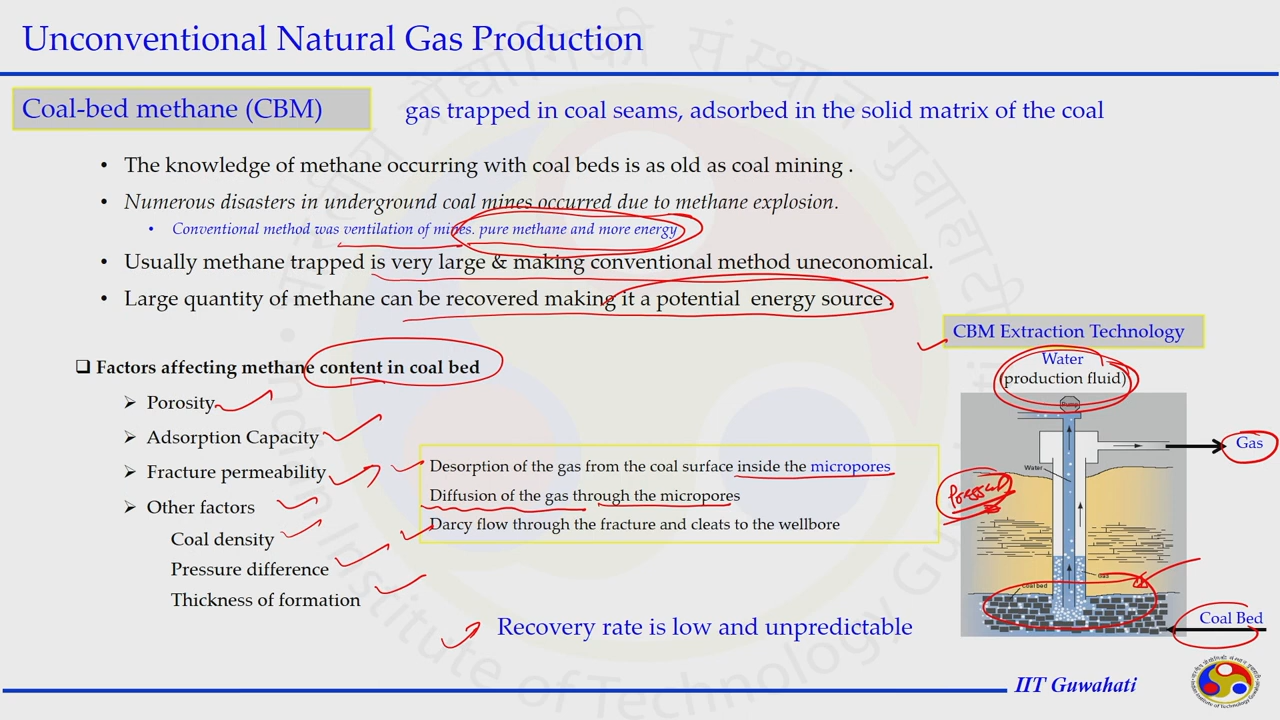 Unconventional Natural Gas Production
Coal-bed methane (CBM)
gas trapped in coal seams, adsorbed in the solid matrix of the coal
• The knowledge of methane occurring with coal beds is as old as coal mining .
• Numerous disasters in underground coal mines occurred due to methane explosion.
• Conventional method was ventilation of mines. pure methane and more energy
• Usually methane trapped is very large & making conventional method uneconomical.
• Large quantity of methane can be recovered making it a potential energy source .
❑ Factors affecting methane content in coal bed
➢ Porosity
➢ Adsorption Capacity
➢ Fracture permeability
➢ Other factors
Coal density
Pressure difference
Thickness of formation
Desorption of the gas from the coal surface inside the micropores
Diffusion of the gas through the micropores
Darcy flow through the fracture and cleats to the wellbore
Recovery rate is low and unpredictable
CBM Extraction Technology
Water
(production fluid)
Pump
Gas
Water
Gas
Coal bed
Coal Bed
IIT Guwahati